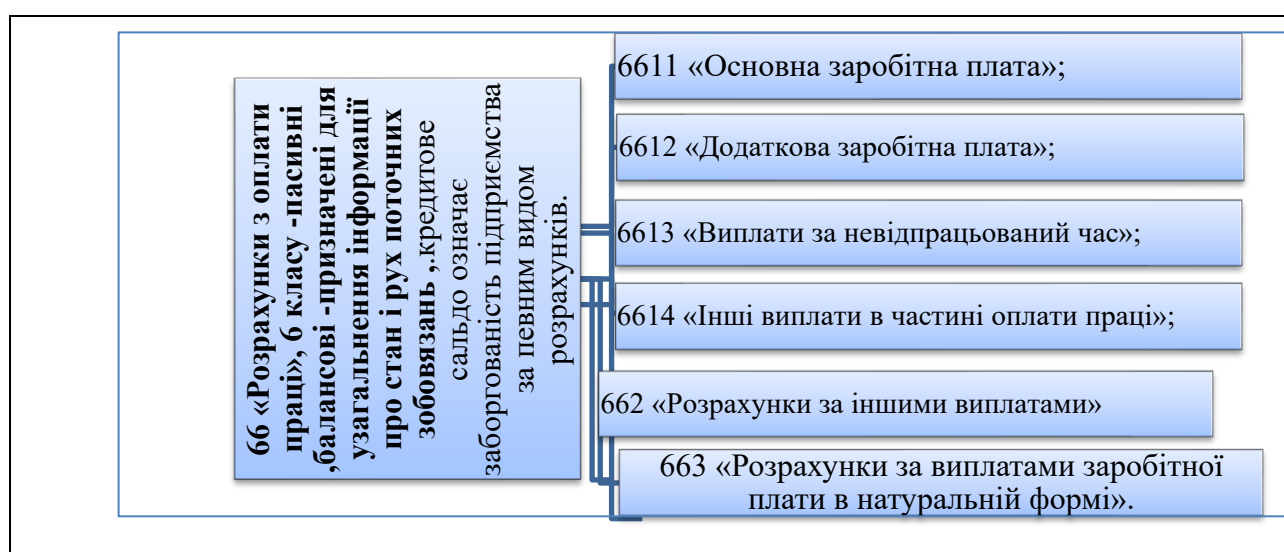 66 «Розрахунки з оплати
праці», 6 класу -пасивні
,балансові -призначені для
узагальнення інформації
про стан і рух поточних
зобовязань ,.кредитове
сальдо означає
заборгованість підприємства
за певним видом
розрахунків.
6611 «Основна заробітна плата»;
6612 «Додаткова заробітна плата»;
6613 «Виплати за невідпрацьований час»;
6614 «Інші виплати в частині оплати праці»;
662 «Розрахунки за іншими виплатами»
663 «Розрахунки за виплатами заробітної
плати в натуральній формі».